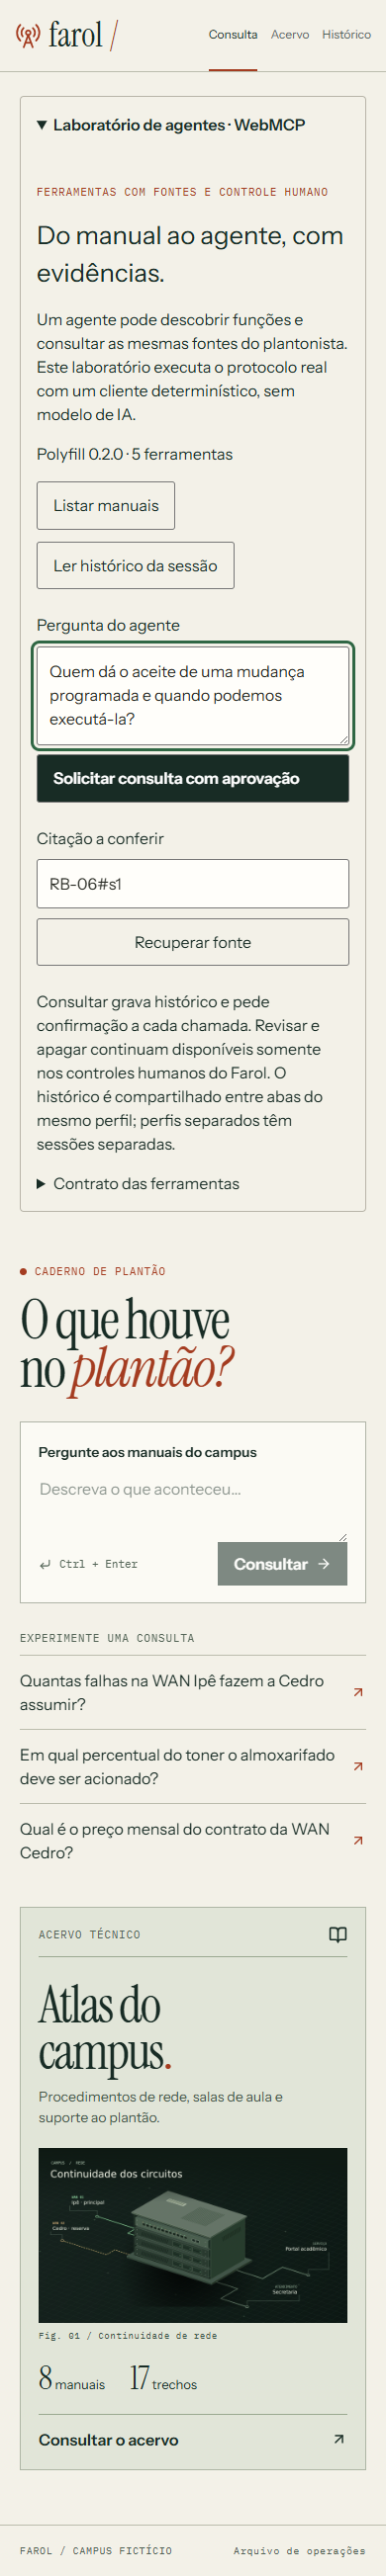 farol /
Consulta Acervo Histórico
▼ Laboratório de agentes · WebMCP
FERRAMENTAS COM FONTES E CONTROLE HUMANO
Do manual ao agente, com
evidências.
Um agente pode descobrir funções e
consultar as mesmas fontes do plantonista.
Este laboratório executa o protocolo real
com um cliente determinístico, sem
modelo de IA.
Polyfill 0.2.0 · 5 ferramentas
Listar manuais
Ler histórico da sessão
Pergunta do agente
Quem dá o aceite de uma mudança
programada e quando podemos
executá-la?
Solicitar consulta com aprovação
Citação a conferir
RB-06#s1
Recuperar fonte
Consultar grava histórico e pede
confirmação a cada chamada. Revisar e
apagar continuam disponíveis somente
nos controles humanos do Farol. O
histórico é compartilhado entre abas do
mesmo perfil; perfis separados têm
sessões separadas.
▶ Contrato das ferramentas
CADERNO DE PLANTÃO
O que houve
no plantão?
Pergunte aos manuais do campus
Descreva o que aconteceu...
Ctrl + Enter
Consultar →
EXPERIMENTE UMA CONSULTA
Quantas falhas na WAN Ipê fazem a Cedro
assumir?
Em qual percentual do toner o almoxarifado
deve ser acionado?
Qual é o preço mensal do contrato da WAN
Cedro?
ACERVO TÉCNICO
Atlas do
campus.
Procedimentos de rede, salas de aula e
suporte ao plantão.
CAMPUS / REDE
Continuidade dos circuitos
Ipê · principal
Cedro · reserva
Portal acadêmico
Secretaria
Fig. 01 / Continuidade de rede
8 manuais 17 trechos
Consultar o acervo
FAROL / CAMPUS FICTÍCIO
Arquivo de operações